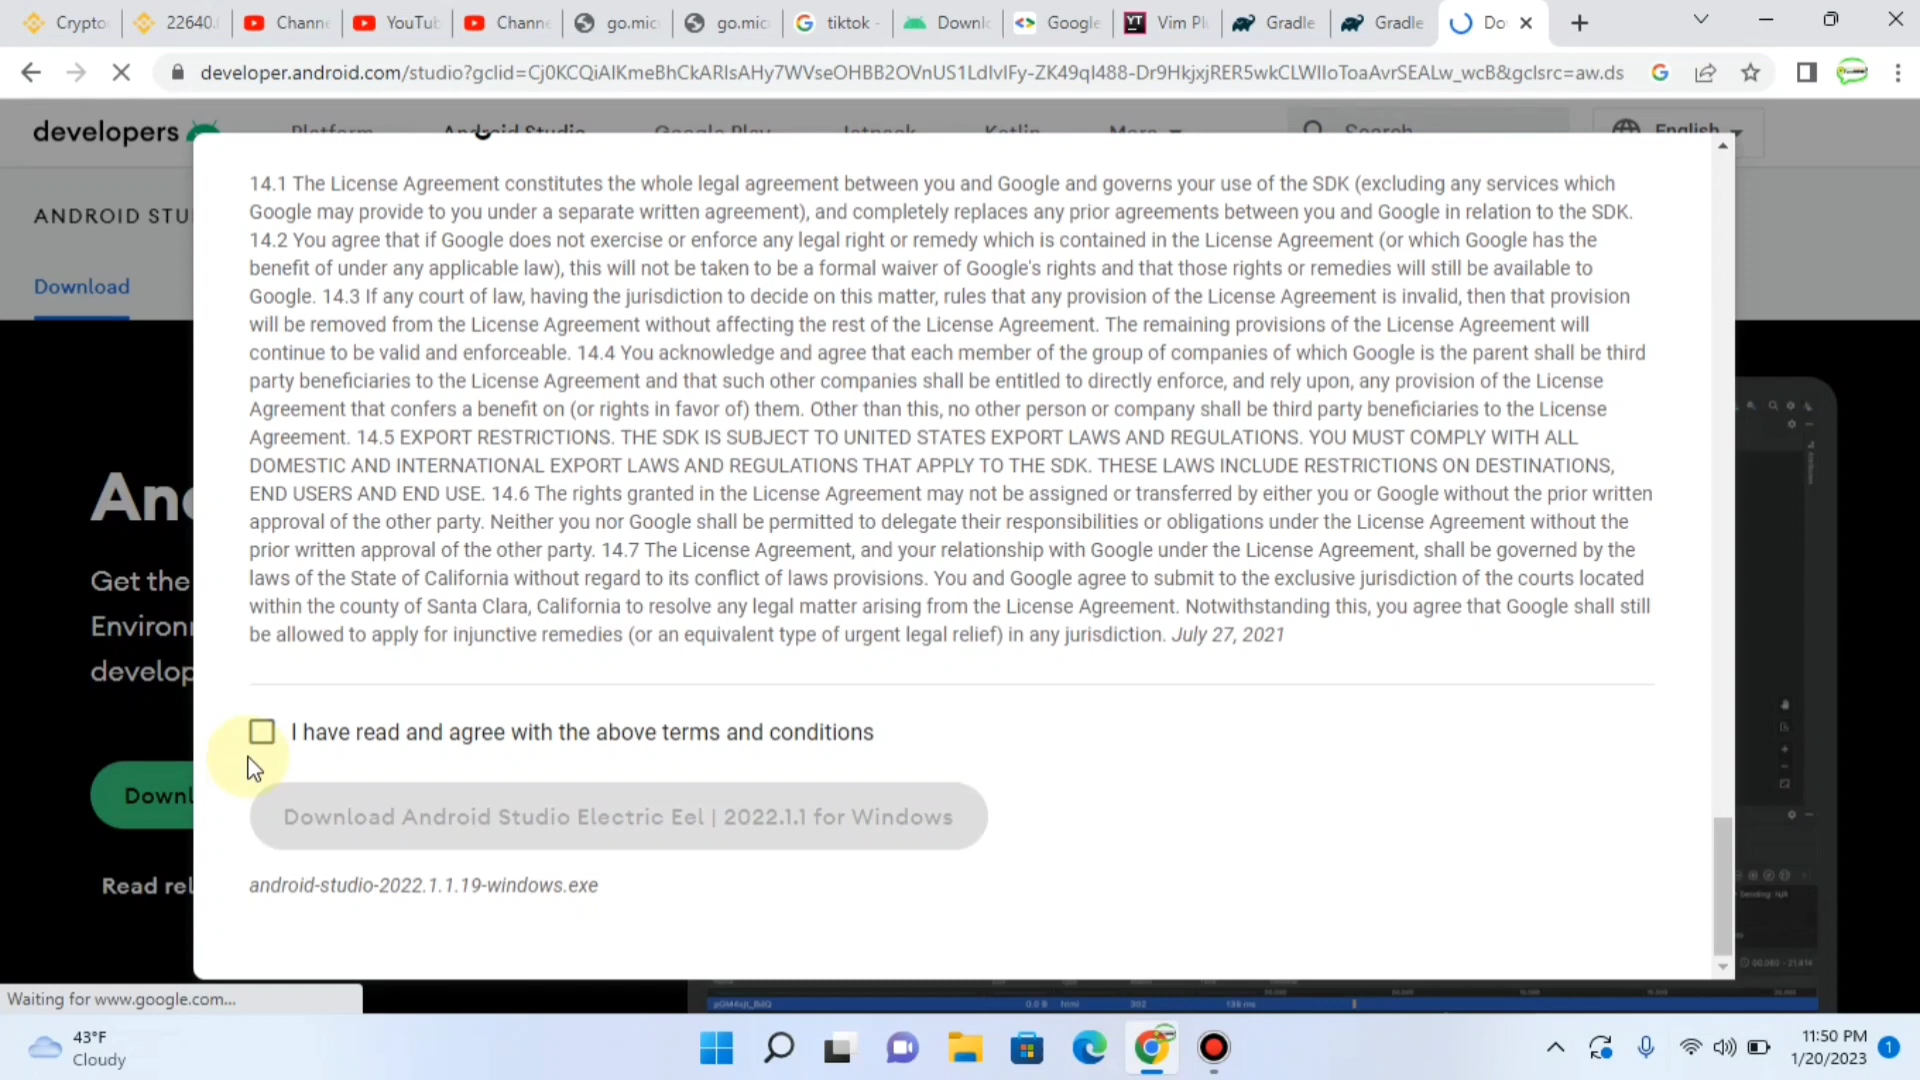 Crypto
22640.
Channe
YouTub
Channe
go.mic
go.mic
tiktok -
Downlo
Google
Vim Pl
Gradle
Gradle
Do
developer.android.com/studio?gclid=Cj0KCQiAlKmeBhCkARIsAHy7WVseOHBB2OVnUS1LdIvIFy-ZK49qI488-Dr9HkjxjRER5wkCLWIIoToaAvrSEALw_wcB&gclsrc=aw.ds
developers
Platform
Android Studio
Google Play
Jetpack
Kotlin
More
Search
English
ANDROID STU
Download
14.1 The License Agreement constitutes the whole legal agreement between you and Google and governs your use of the SDK (excluding any services which
Google may provide to you under a separate written agreement), and completely replaces any prior agreements between you and Google in relation to the SDK.
14.2 You agree that if Google does not exercise or enforce any legal right or remedy which is contained in the License Agreement (or which Google has the
benefit of under any applicable law), this will not be taken to be a formal waiver of Google's rights and that those rights or remedies will still be available to
Google. 14.3 If any court of law, having the jurisdiction to decide on this matter, rules that any provision of the License Agreement is invalid, then that provision
will be removed from the License Agreement without affecting the rest of the License Agreement. The remaining provisions of the License Agreement will
continue to be valid and enforceable. 14.4 You acknowledge and agree that each member of the group of companies of which Google is the parent shall be third
party beneficiaries to the License Agreement and that such other companies shall be entitled to directly enforce, and rely upon, any provision of the License
Agreement that confers a benefit on (or rights in favor of) them. Other than this, no other person or company shall be third party beneficiaries to the License
Agreement. 14.5 EXPORT RESTRICTIONS. THE SDK IS SUBJECT TO UNITED STATES EXPORT LAWS AND REGULATIONS. YOU MUST COMPLY WITH ALL
DOMESTIC AND INTERNATIONAL EXPORT LAWS AND REGULATIONS THAT APPLY TO THE SDK. THESE LAWS INCLUDE RESTRICTIONS ON DESTINATIONS,
END USERS AND END USE. 14.6 The rights granted in the License Agreement may not be assigned or transferred by either you or Google without the prior written
approval of the other party. Neither you nor Google shall be permitted to delegate their responsibilities or obligations under the License Agreement without the
prior written approval of the other party. 14.7 The License Agreement, and your relationship with Google under the License Agreement, shall be governed by the
laws of the State of California without regard to its conflict of laws provisions. You and Google agree to submit to the exclusive jurisdiction of the courts located
within the county of Santa Clara, California to resolve any legal matter arising from the License Agreement. Notwithstanding this, you agree that Google shall still
be allowed to apply for injunctive remedies (or an equivalent type of urgent legal relief) in any jurisdiction. July 27, 2021
And
Get the
Environ
develop
Downl
Read rel
I have read and agree with the above terms and conditions
Download Android Studio Electric Eel | 2022.1.1 for Windows
android-studio-2022.1.1.19-windows.exe
Waiting for www.google.com...
43°F
Cloudy
11:50 PM
1/20/2023
1